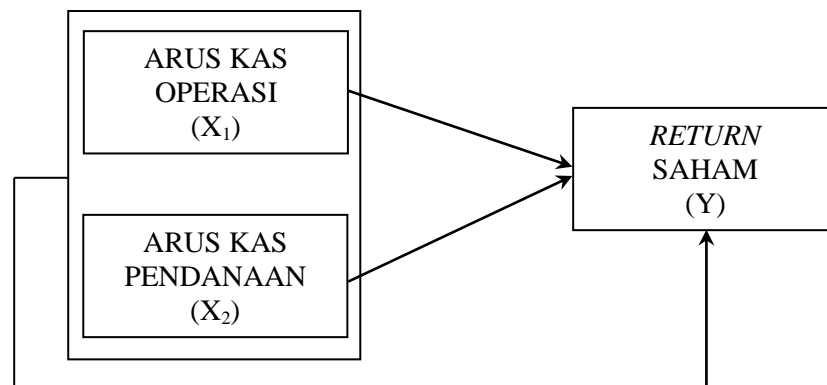 ARUS KAS
OPERASI
(X₁)
RETURN
SAHAM
(Y)
ARUS KAS
PENDANAAN
(X₂)